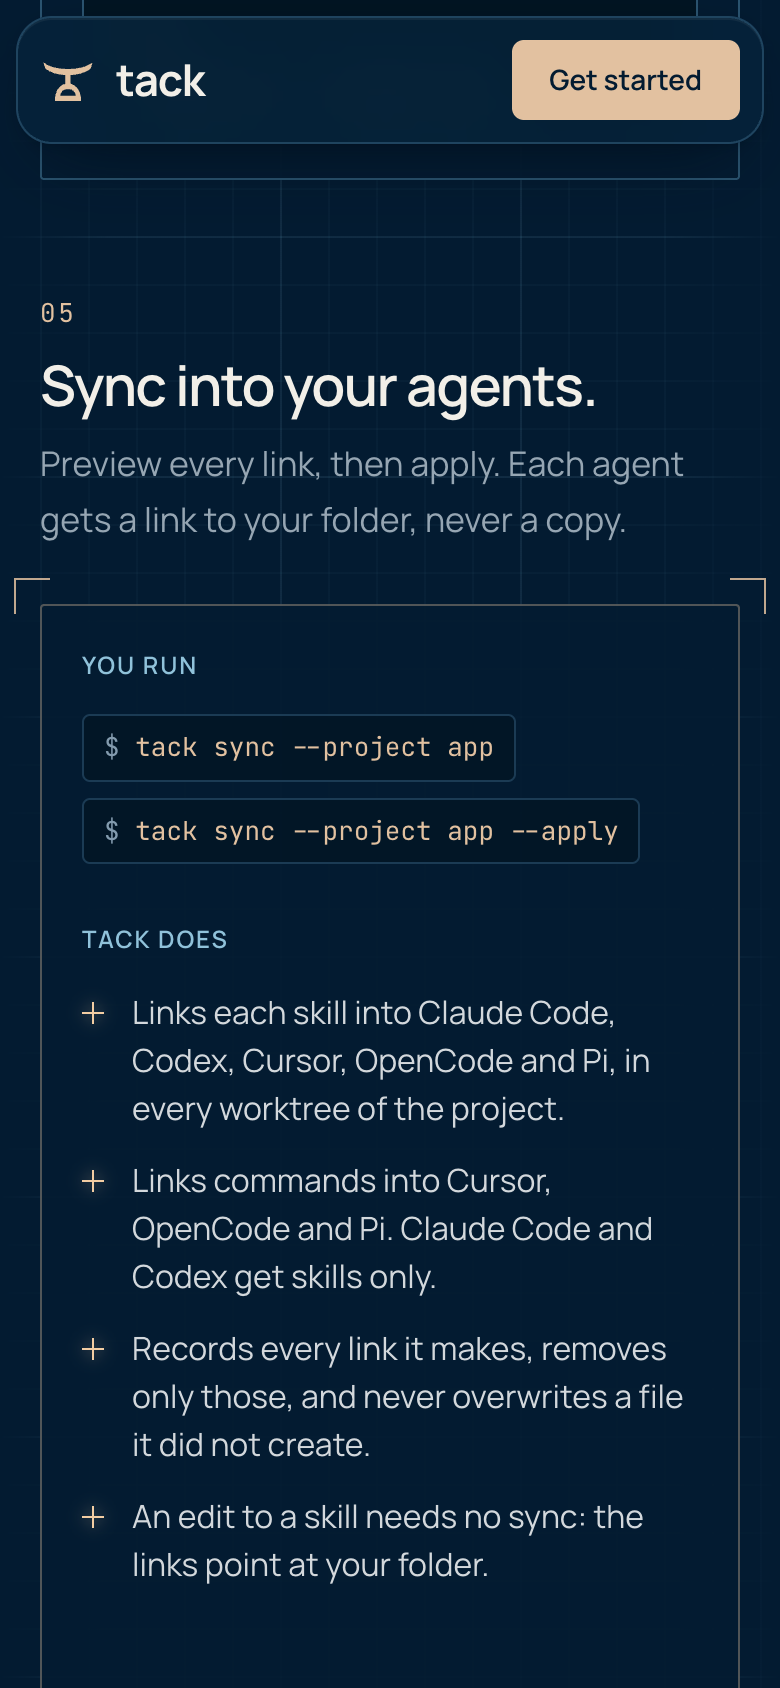 tack
Get started
05
Sync into your agents.
Preview every link, then apply. Each agent
gets a link to your folder, never a copy.
YOU RUN
$ tack sync --project app
$ tack sync --project app --apply
TACK DOES
Links each skill into Claude Code,
Codex, Cursor, OpenCode and Pi, in
every worktree of the project.
Links commands into Cursor,
OpenCode and Pi. Claude Code and
Codex get skills only.
Records every link it makes, removes
only those, and never overwrites a file
it did not create.
An edit to a skill needs no sync: the
links point at your folder.